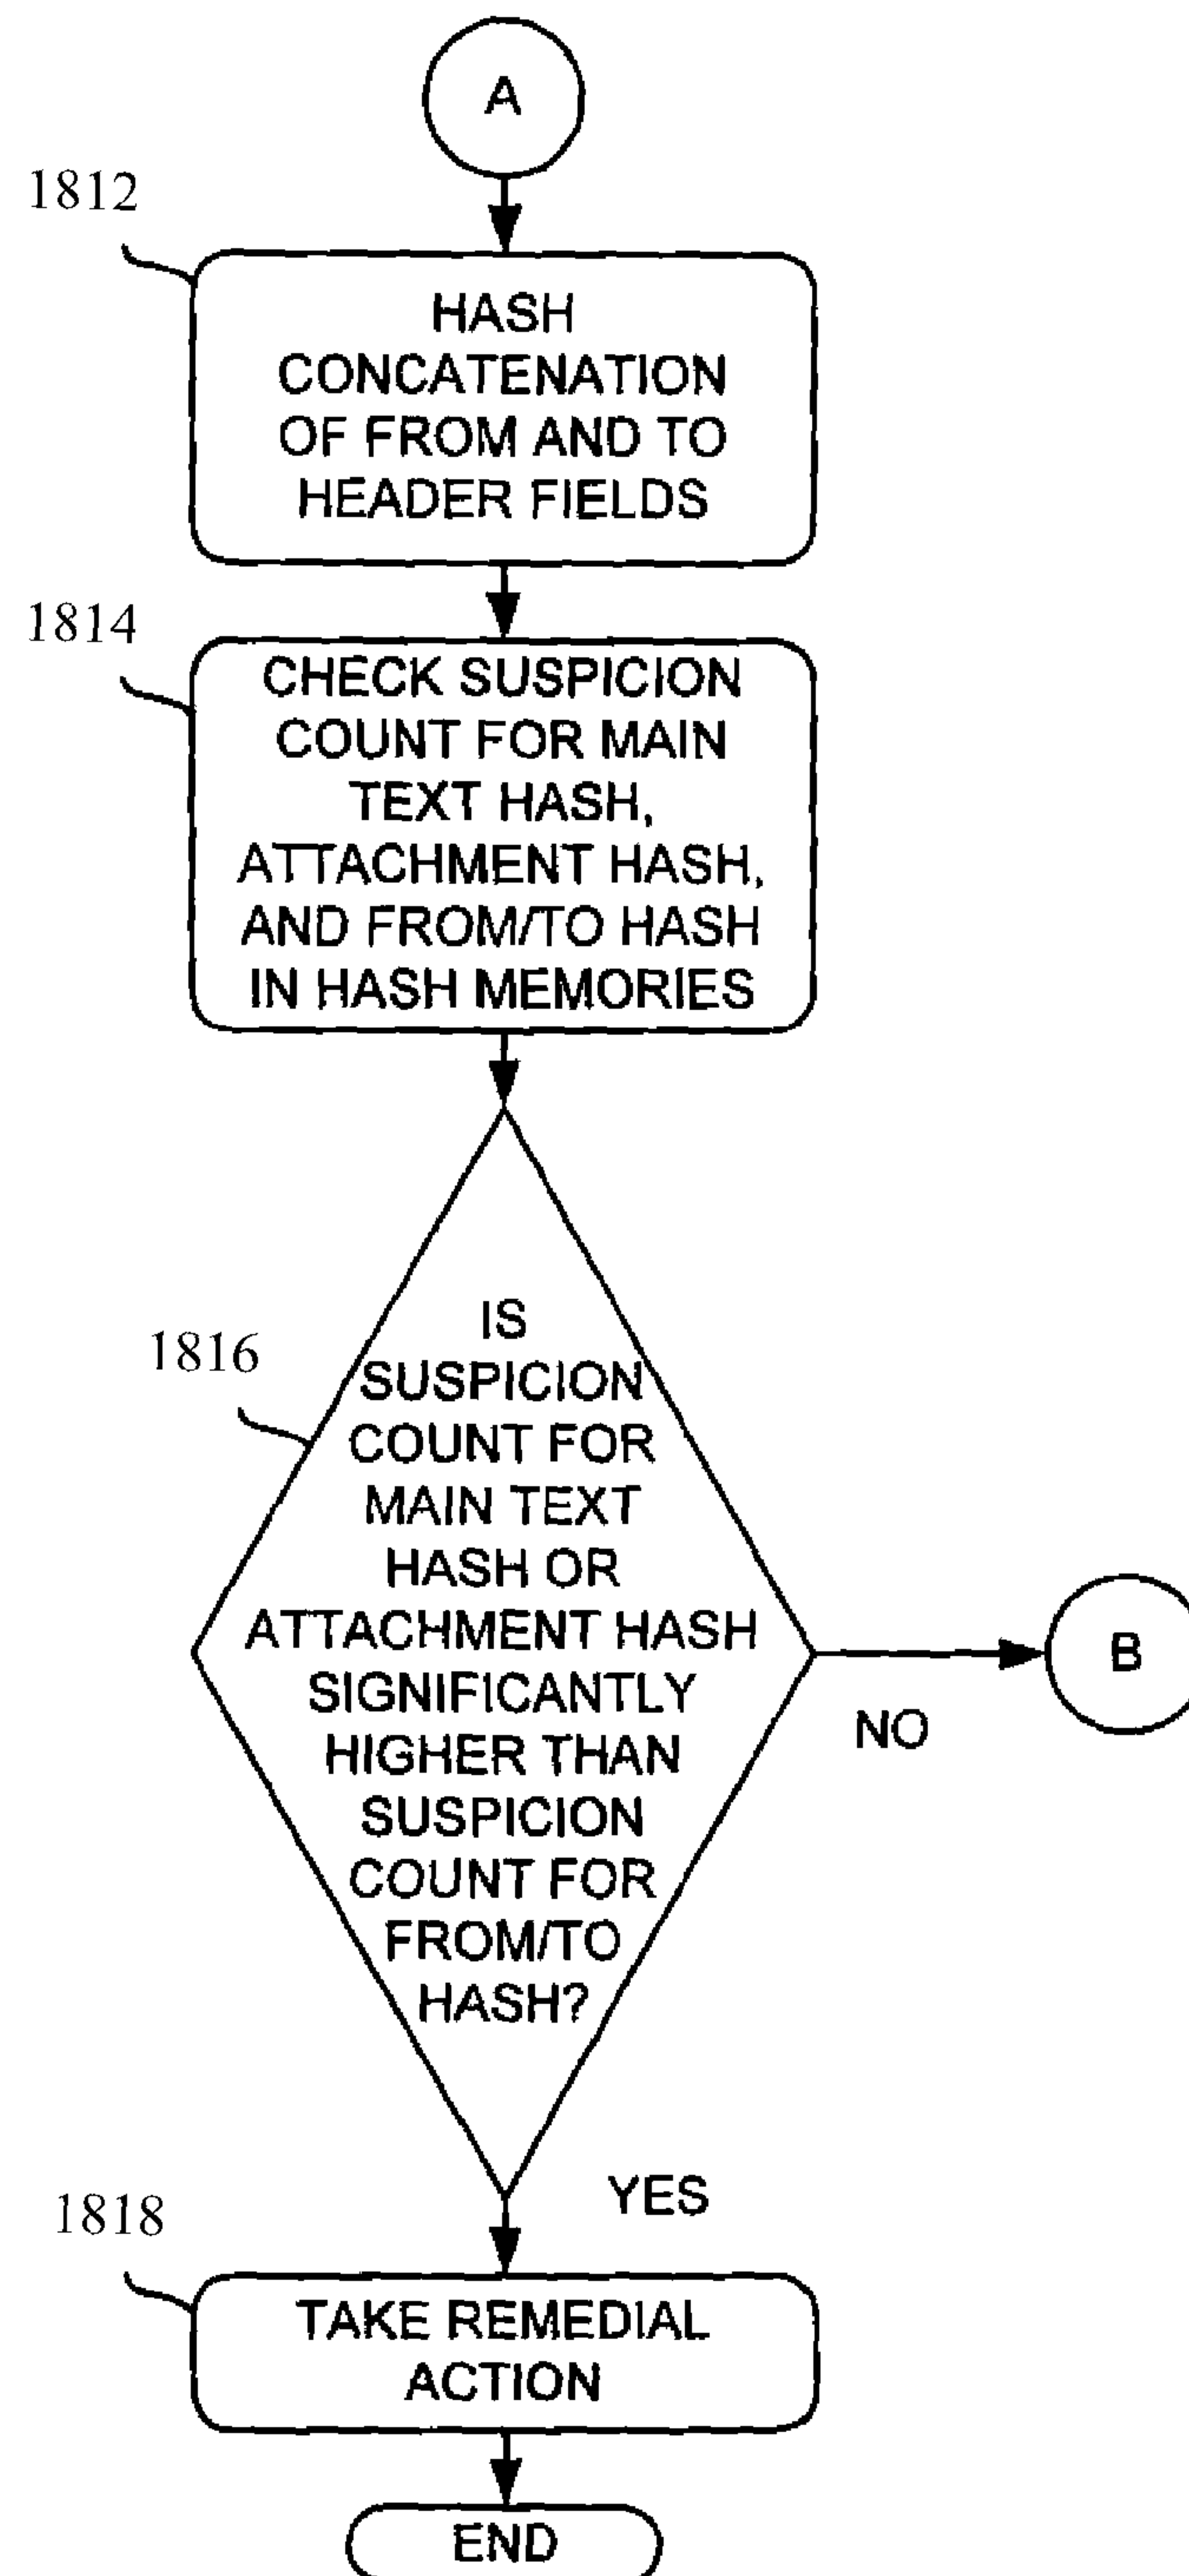 A
1812
HASH
CONCATENATION
OF FROM AND TO
HEADER FIELDS
1814
CHECK SUSPICION
COUNT FOR MAIN
TEXT HASH,
ATTACHMENT HASH,
AND FROM/TO HASH
IN HASH MEMORIES
1816
IS
SUSPICION
COUNT FOR
MAIN TEXT
HASH OR
ATTACHMENT HASH
SIGNIFICANTLY
HIGHER THAN
SUSPICION
COUNT FOR
FROM/TO
HASH?
NO
B
YES
1818
TAKE REMEDIAL
ACTION
END